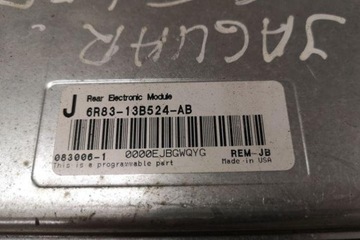 JAGUAR
J
Rear Electronic Module
6R83-13B524-AB
083006-1 0000EJBGWQYG REM-JB
This is a programmable part Made in USA